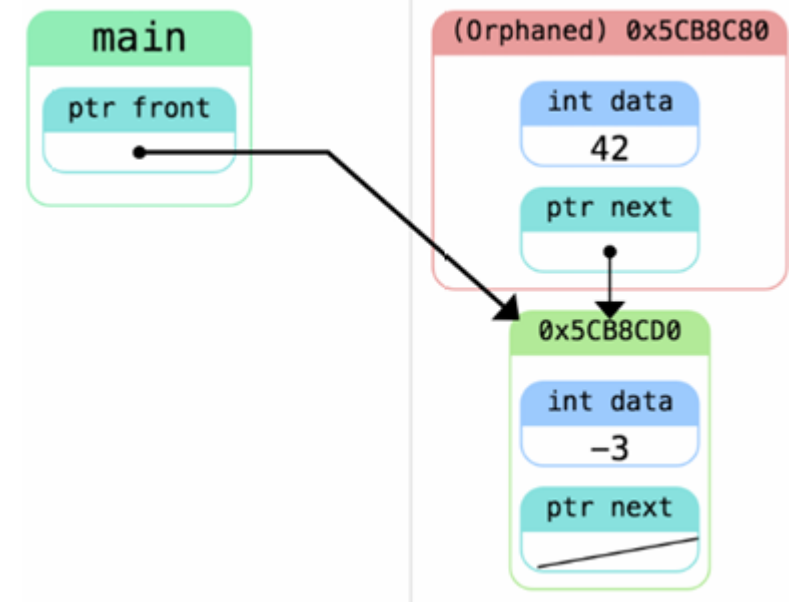 main
ptr front
(Orphaned) 0x5CB8C80
int data
42
ptr next
0x5CB8CD0
int data
−3
ptr next